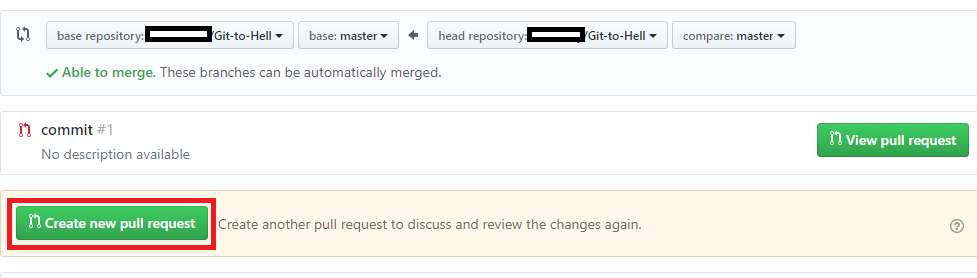 base repository: /Git-to-Hell base: master head repository: /Git-to-Hell compare: master
Able to merge. These branches can be automatically merged.
commit #1
No description available
View pull request
Create new pull request Create another pull request to discuss and review the changes again.